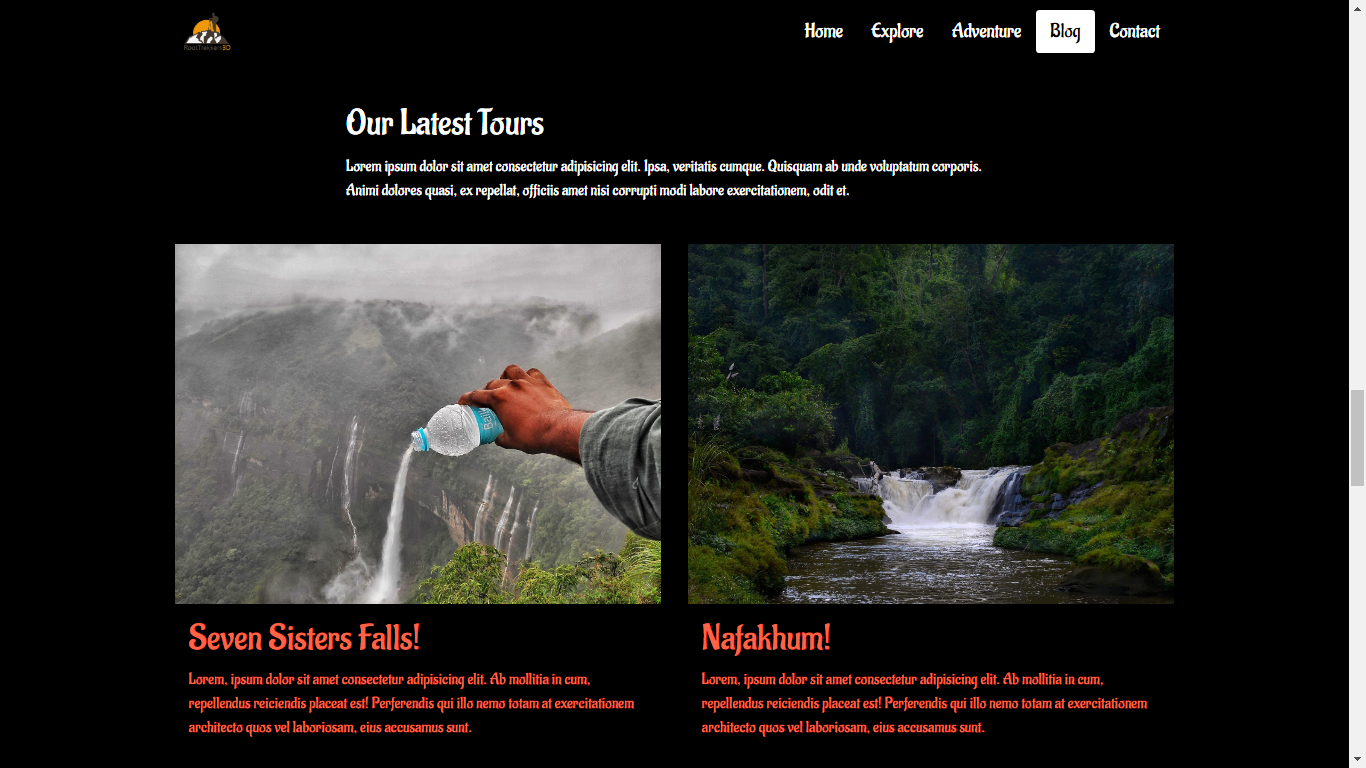 RootTrekkersBD
Home Explore Adventure Blog Contact
Our Latest Tours
Lorem ipsum dolor sit amet consectetur adipisicing elit. Ipsa, veritatis cumque. Quisquam ab unde voluptatum corporis.
Animi dolores quasi, ex repellat, officiis amet nisi corrupti modi labore exercitationem, odit et.
Seven Sisters Falls!
Lorem, ipsum dolor sit amet consectetur adipisicing elit. Ab mollitia in cum,
repellendus reiciendis placeat est! Perferendis qui illo nemo totam at exercitationem
architecto quos vel laboriosam, eius accusamus sunt.
Nafakhum!
Lorem, ipsum dolor sit amet consectetur adipisicing elit. Ab mollitia in cum,
repellendus reiciendis placeat est! Perferendis qui illo nemo totam at exercitationem
architecto quos vel laboriosam, eius accusamus sunt.